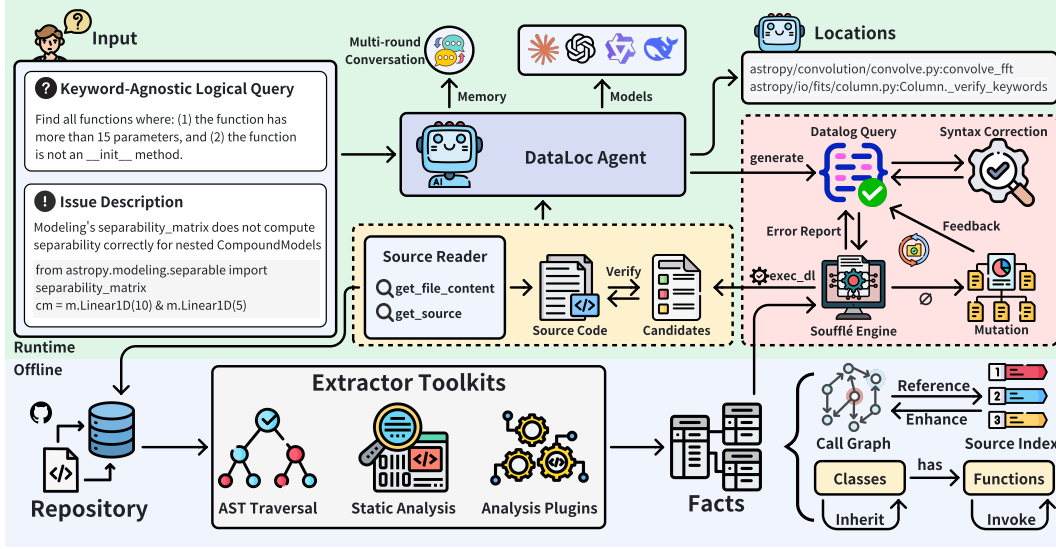 Input
Keyword-Agnostic Logical Query
Find all functions where: (1) the function has
more than 15 parameters, and (2) the function
is not an __init__ method.
Issue Description
Modeling's separability_matrix does not compute
separability correctly for nested CompoundModels
from astropy.modeling.separable import
separability_matrix
cm = m.Linear1D(10) & m.Linear1D(5)
Multi-round
Conversation
Memory
Models
AI
DataLoc Agent
Locations
astropy/convolution/convolve.py:convolve_fft
astropy/io/fits/column.py:Column._verify_keywords
generate
Datalog Query
Syntax Correction
Error Report
Feedback
exec_dl
∅
Soufflé Engine
Mutation
Source Reader
get_file_content
get_source
Verify
Source Code
Candidates
Runtime
Offline
Repository
Extractor Toolkits
AST Traversal
Static Analysis
Analysis Plugins
Facts
Reference
Enhance
1
2
3
Call Graph
Source Index
Classes
has
Functions
Inherit
Invoke